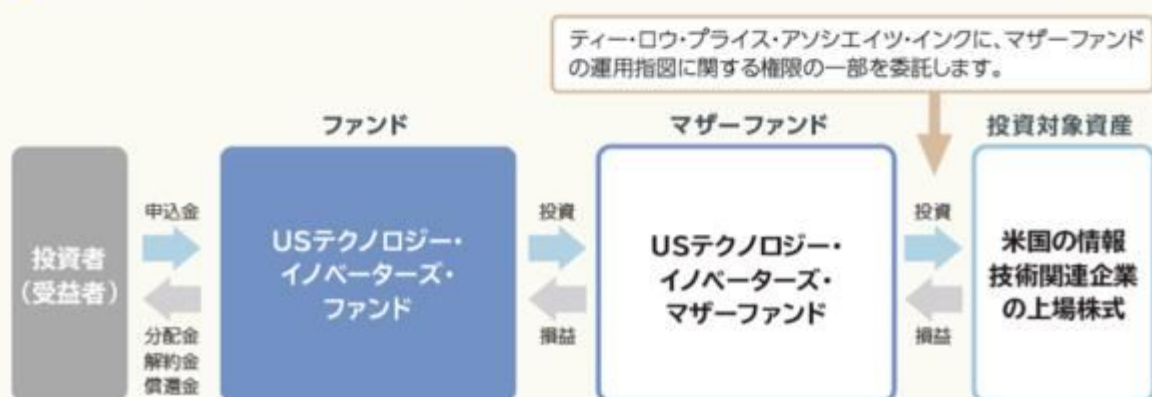 ティー・ロウ・プライス・アソシエイツ・インクに、マザーファンド
の運用指図に関する権限の一部を委託します。
ファンド
マザーファンド
投資対象資産
投資者
（受益者）
申込金
分配金
解約金
償還金
USテクノロジー・
イノベーターズ・
ファンド
投資
損益
USテクノロジー・
イノベーターズ・
マザーファンド
投資
損益
米国の情報
技術関連企業
の上場株式